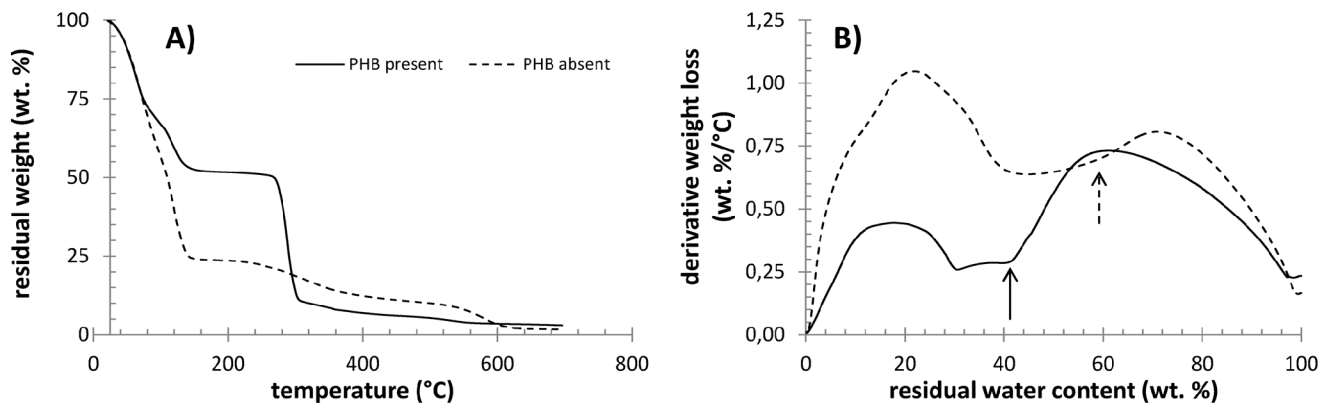 A)
PHB present
PHB absent
residual weight (wt. %)
100
75
50
25
0
0
200
400
600
800
temperature (°C)
B)
derivative weight loss
(wt. %/°C)
1,25
1,00
0,75
0,50
0,25
0,00
0
20
40
60
80
100
residual water content (wt. %)